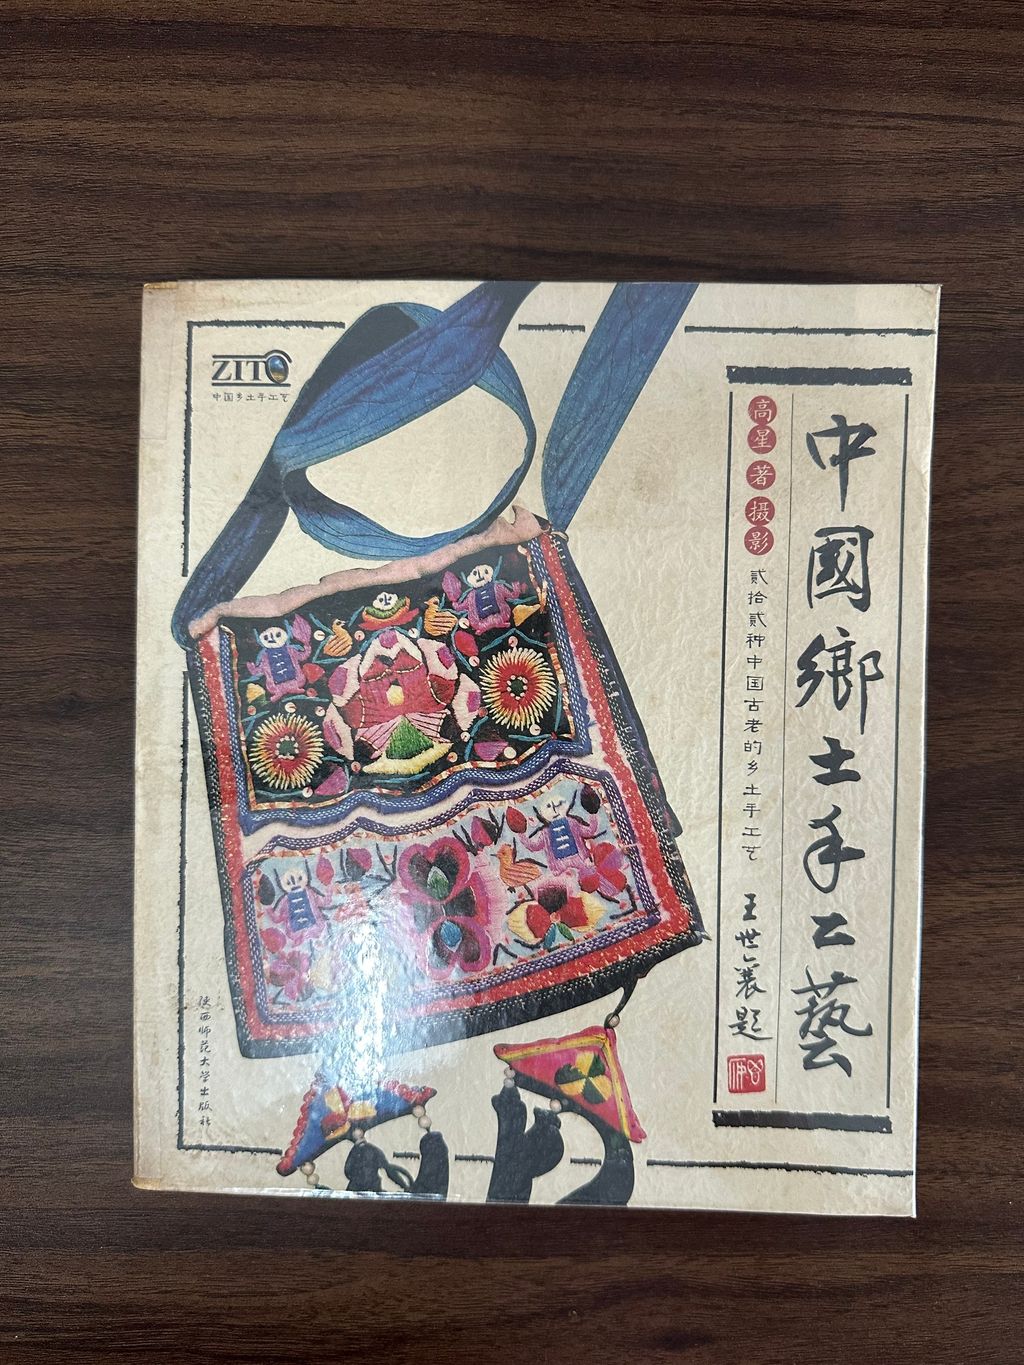 ZITO
中国乡土手工艺
中國鄉土手工藝
高星 著 摄影
贰拾贰种中国古老的乡土手工艺
王世襄题
陕西师范大学出版社